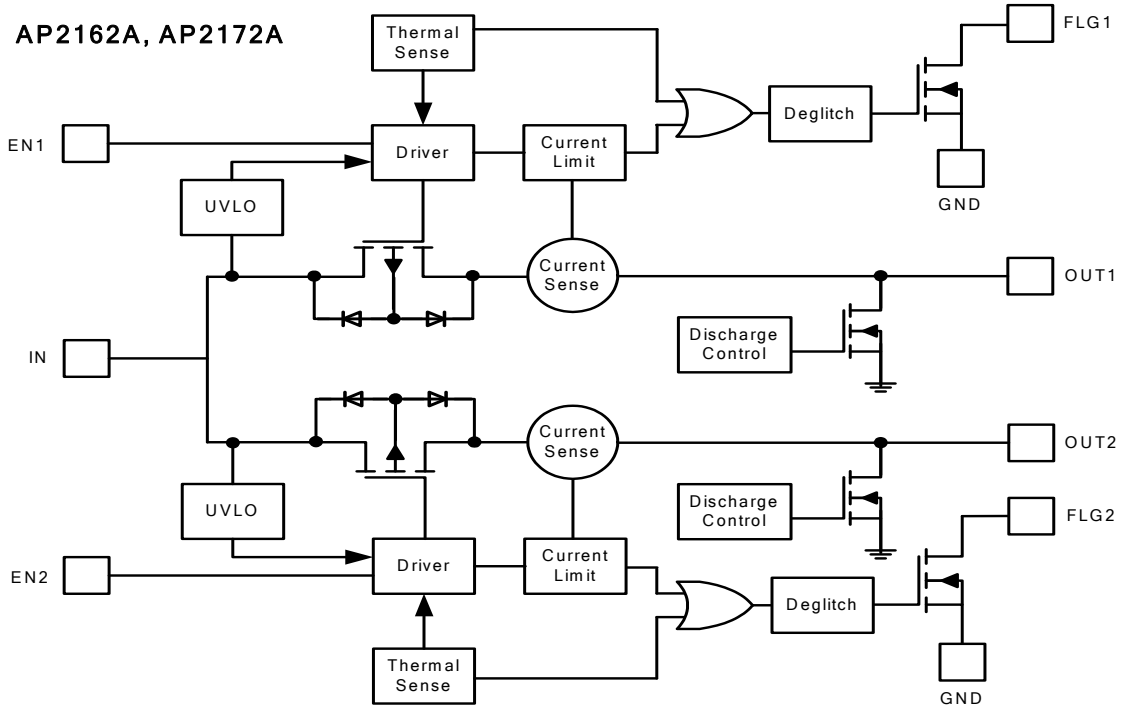 AP2162A, AP2172A
Thermal
Sense
FLG1
EN1
Driver
Current
Limit
Deglitch
GND
UVLO
Current
Sense
OUT1
Discharge
Control
IN
Current
Sense
OUT2
UVLO
Discharge
Control
FLG2
EN2
Driver
Current
Limit
Deglitch
Thermal
Sense
GND